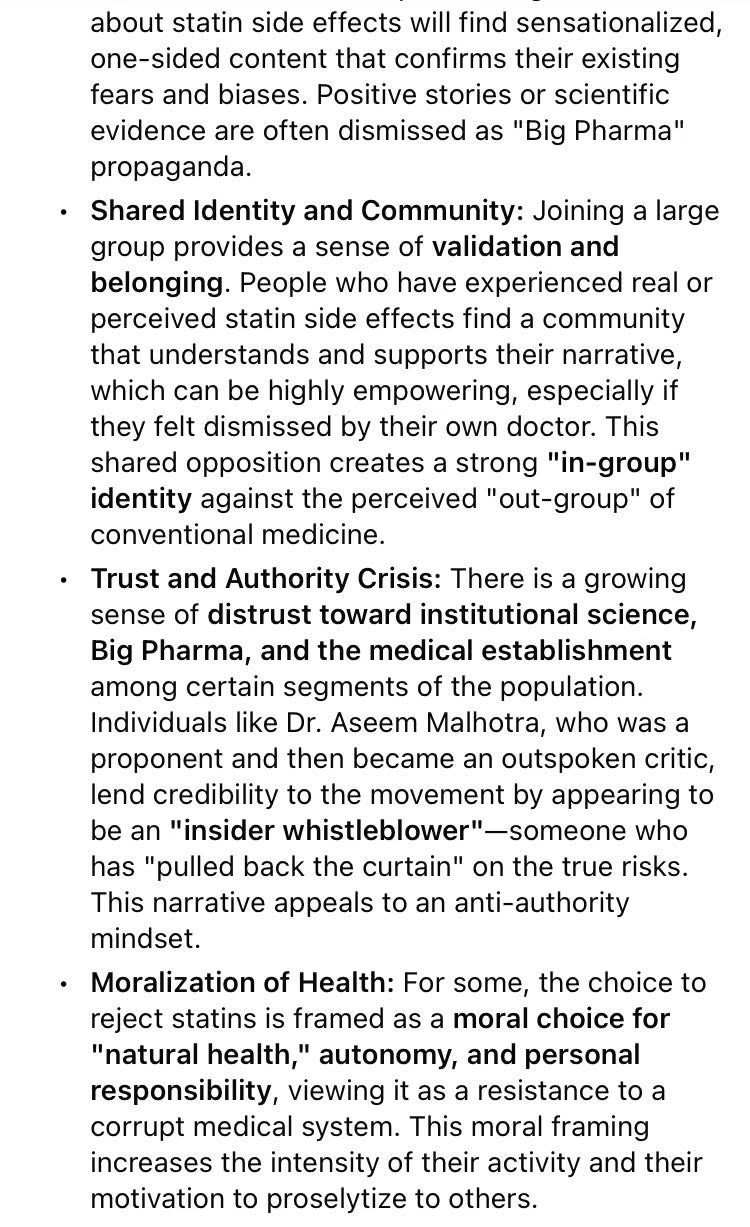 about statin side effects will find sensationalized,
one-sided content that confirms their existing
fears and biases. Positive stories or scientific
evidence are often dismissed as "Big Pharma"
propaganda.
• Shared Identity and Community: Joining a large
group provides a sense of validation and
belonging. People who have experienced real or
perceived statin side effects find a community
that understands and supports their narrative,
which can be highly empowering, especially if
they felt dismissed by their own doctor. This
shared opposition creates a strong "in-group"
identity against the perceived "out-group" of
conventional medicine.
• Trust and Authority Crisis: There is a growing
sense of distrust toward institutional science,
Big Pharma, and the medical establishment
among certain segments of the population.
Individuals like Dr. Aseem Malhotra, who was a
proponent and then became an outspoken critic,
lend credibility to the movement by appearing to
be an "insider whistleblower"—someone who
has "pulled back the curtain" on the true risks.
This narrative appeals to an anti-authority
mindset.
• Moralization of Health: For some, the choice to
reject statins is framed as a moral choice for
"natural health," autonomy, and personal
responsibility, viewing it as a resistance to a
corrupt medical system. This moral framing
increases the intensity of their activity and their
motivation to proselytize to others.